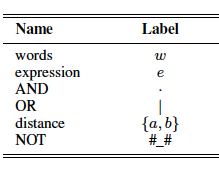 Name Label
words w
expression e
AND ·
OR |
distance {a, b}
NOT #_#